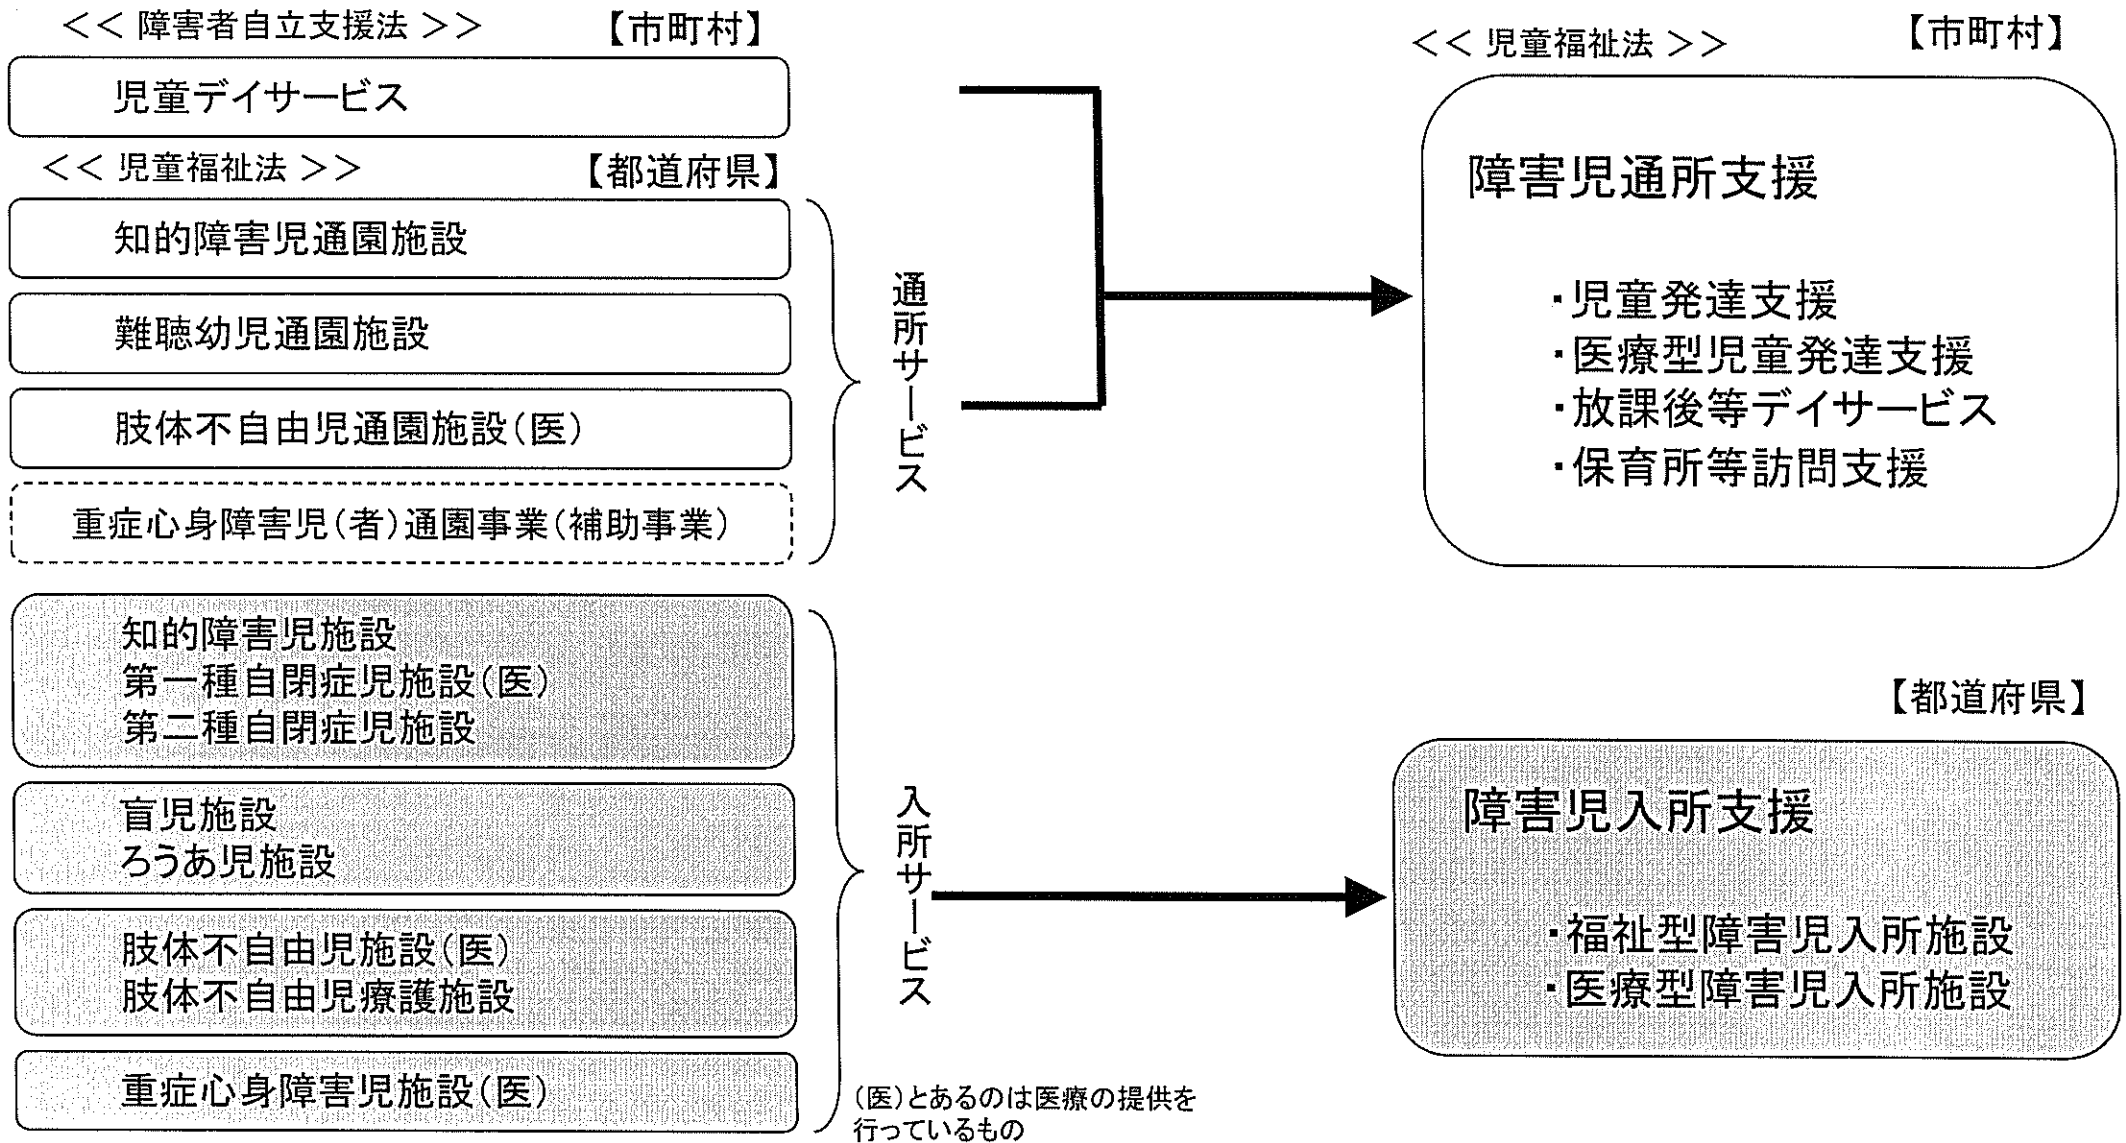 << 障害者自立支援法 >> 【市町村】
児童デイサービス
<< 児童福祉法 >> 【都道府県】
知的障害児通園施設
難聴幼児通園施設
肢体不自由児通園施設(医)
重症心身障害児(者)通園事業(補助事業)
通所サービス
知的障害児施設
第一種自閉症児施設(医)
第二種自閉症児施設
盲児施設
ろうあ児施設
肢体不自由児施設(医)
肢体不自由児療護施設
重症心身障害児施設(医)
入所サービス
(医)とあるのは医療の提供を
行っているもの
<< 児童福祉法 >> 【市町村】
障害児通所支援
・児童発達支援
・医療型児童発達支援
・放課後等デイサービス
・保育所等訪問支援
【都道府県】
障害児入所支援
・福祉型障害児入所施設
・医療型障害児入所施設